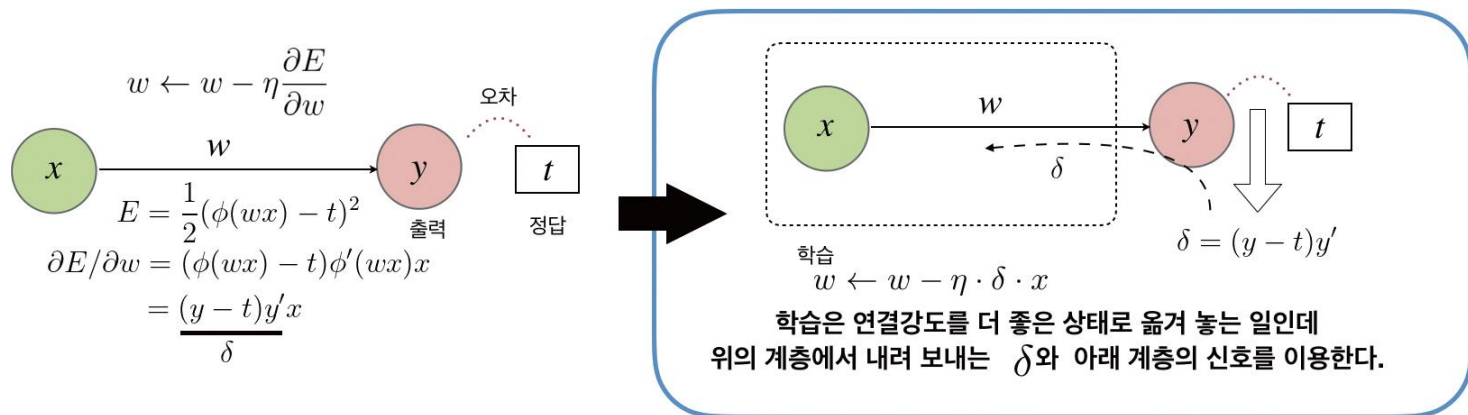 w ← w − η ∂E/∂w
오차
x
w
y
t
E = 1/2 (ϕ(wx) − t)²
출력
정답
∂E/∂w = (ϕ(wx) − t)ϕ′(wx)x
= (y − t)y′x
δ
x
w
y
t
δ
δ = (y − t)y′
학습
w ← w − η · δ · x
학습은 연결강도를 더 좋은 상태로 옮겨 놓는 일인데
위의 계층에서 내려 보내는 δ와 아래 계층의 신호를 이용한다.